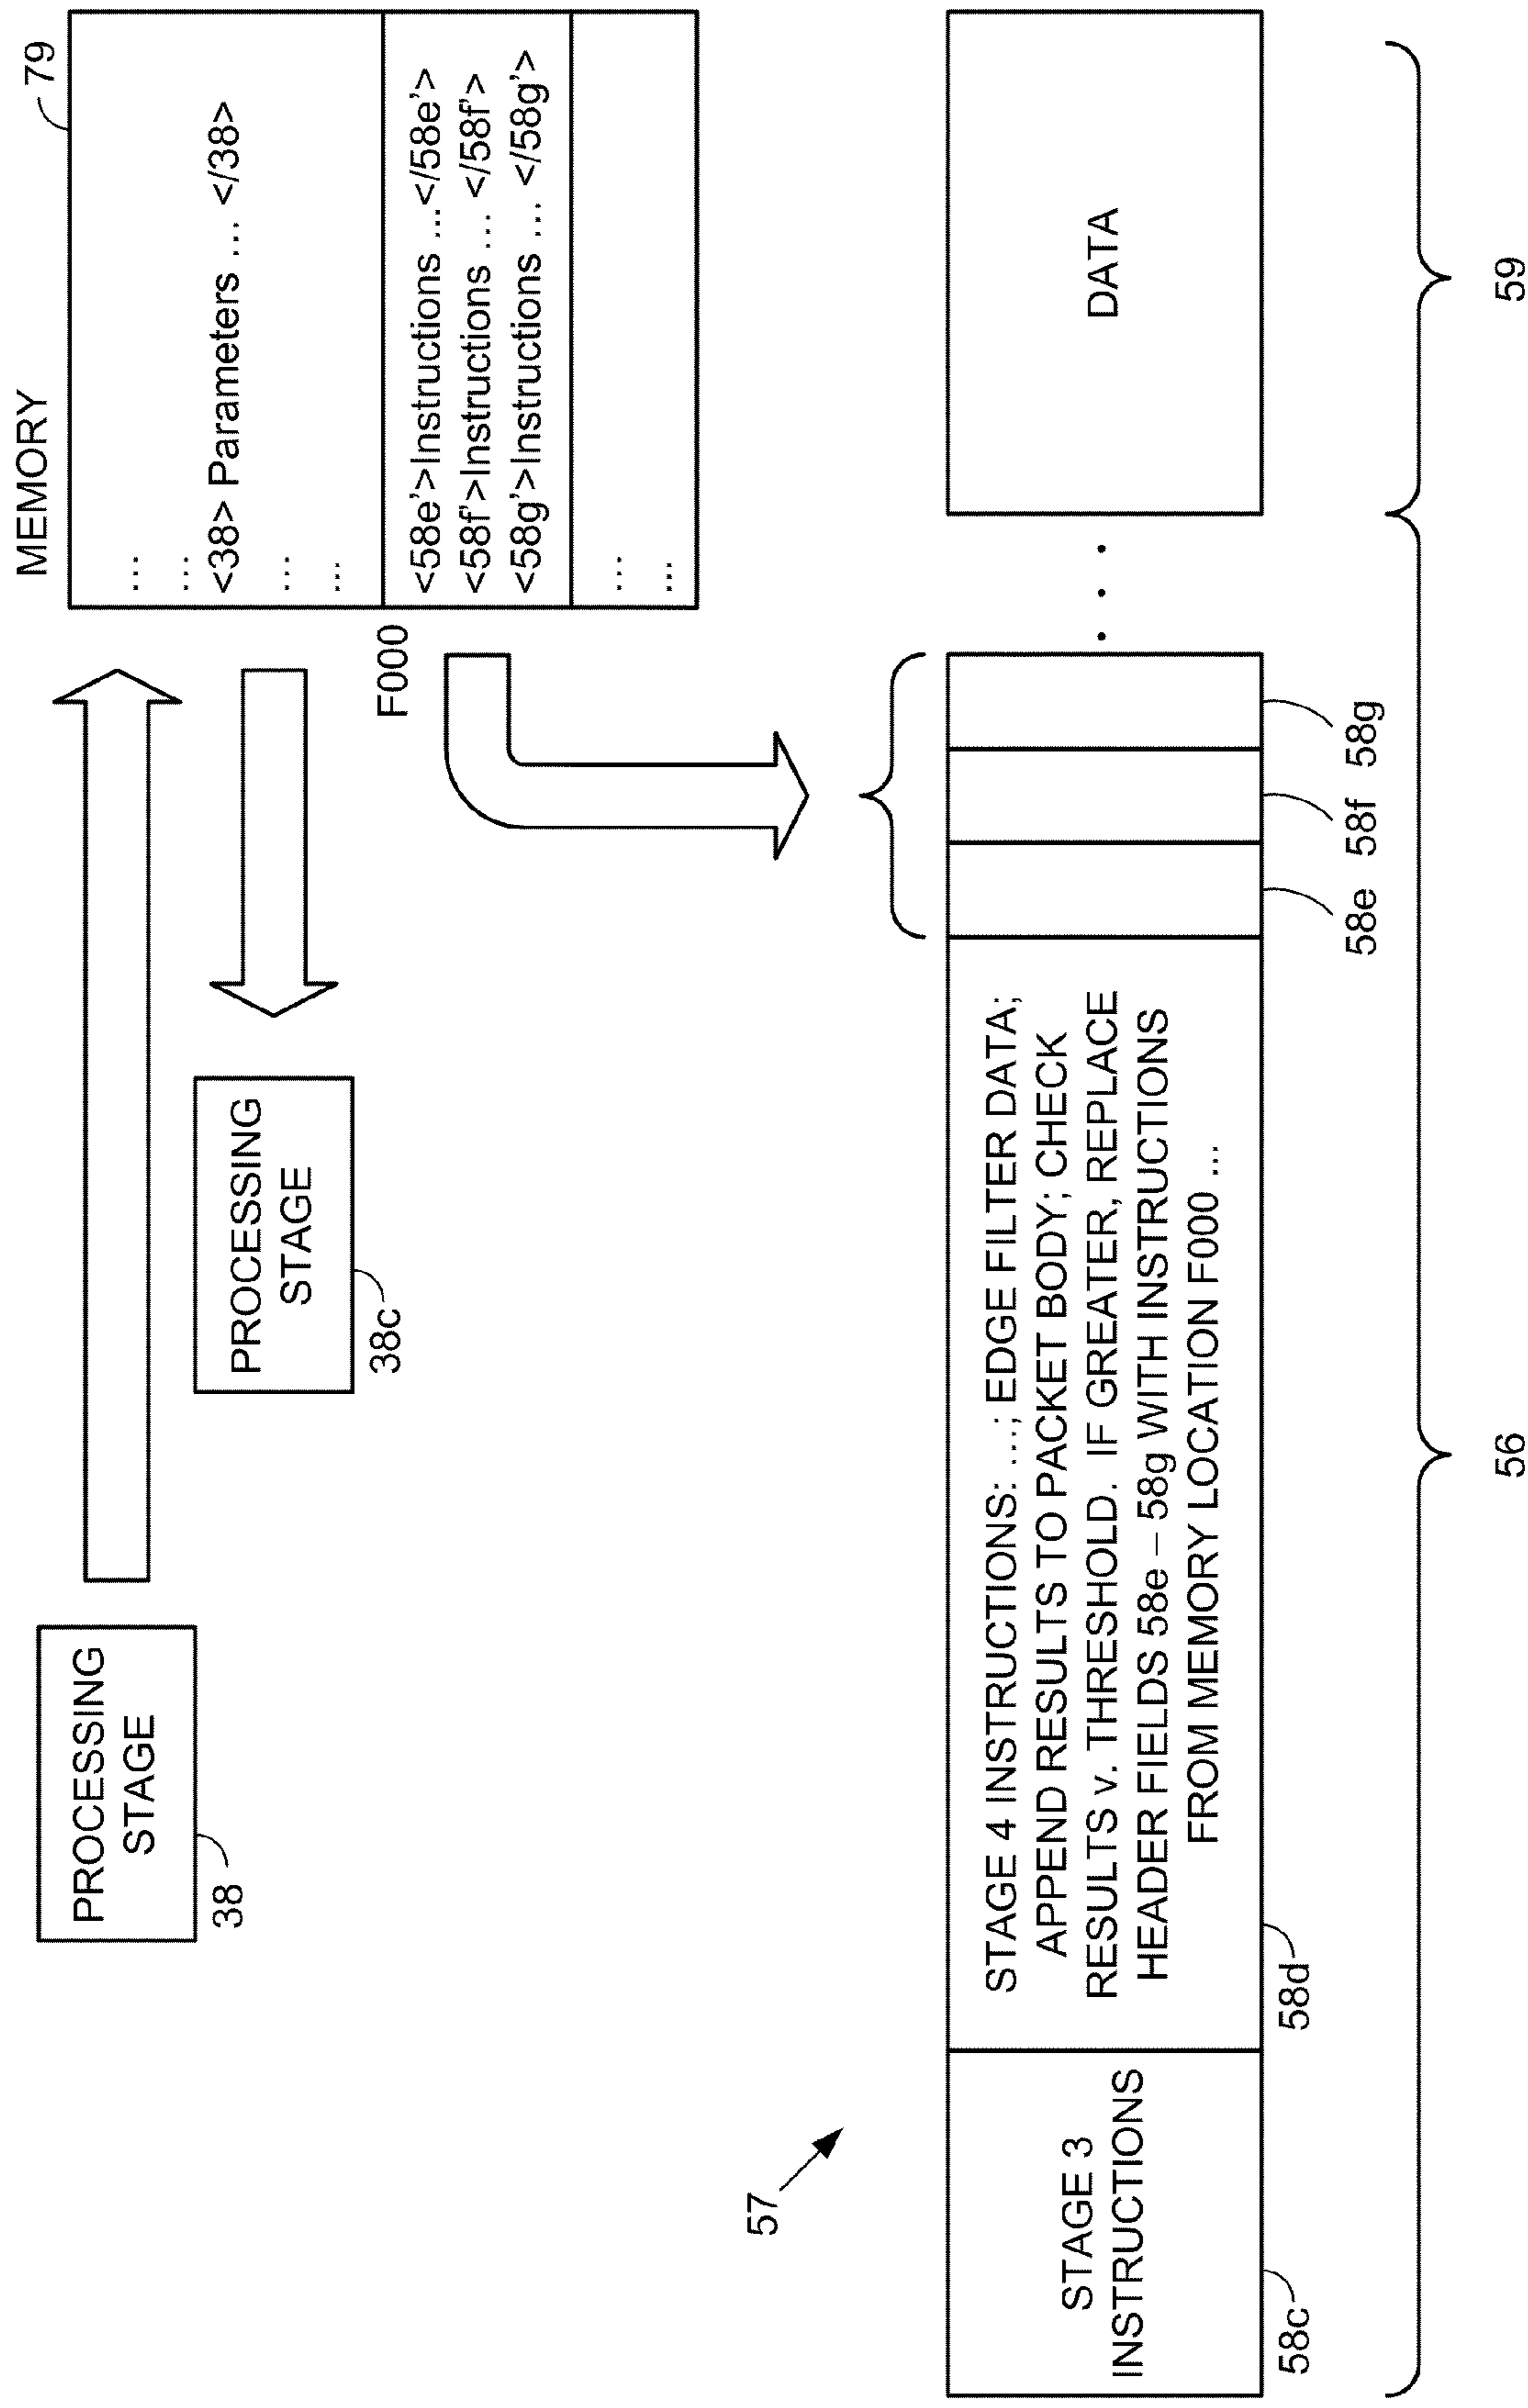 MEMORY
79
PROCESSING
STAGE
38
PROCESSING
STAGE
38c
...
...
<38> Parameters ... </38>
...
...
F000
<58e’>Instructions ...</58e’>
<58f’>Instructions ... </58f’>
<58g’>Instructions ... </58g’>
...
...
57
STAGE 3
INSTRUCTIONS
58c
STAGE 4 INSTRUCTIONS: ...; EDGE FILTER DATA;
APPEND RESULTS TO PACKET BODY; CHECK
RESULTS v. THRESHOLD. IF GREATER, REPLACE
HEADER FIELDS 58e – 58g WITH INSTRUCTIONS
FROM MEMORY LOCATION F000 ...
58d
58e
58f
58g
. . .
DATA
56
59